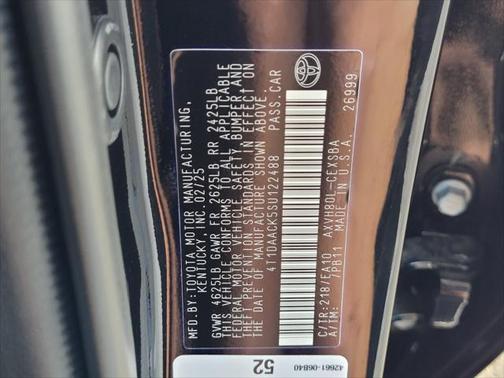 MFD.BY:TOYOTA MOTOR MANUFACTURING,
KENTUCKY,INC. 02/25
GVWR 4625LB GAWR FR 2625LB RR 2425LB
THIS VEHICLE CONFORMS TO ALL APPLICABLE
FEDERAL MOTOR VEHICLE SAFETY, BUMPER AND
THEFT PREVENTION STANDARDS IN EFFECT ON
THE DATE OF MANUFACTURE SHOWN ABOVE.
4T1DAACK5SU122488 PASS.CAR
C/TR:218/EA10 AXVH80L-CEXSBA
A/TM: /PB11 MADE IN U.S.A.
26999
42661-06B40
52